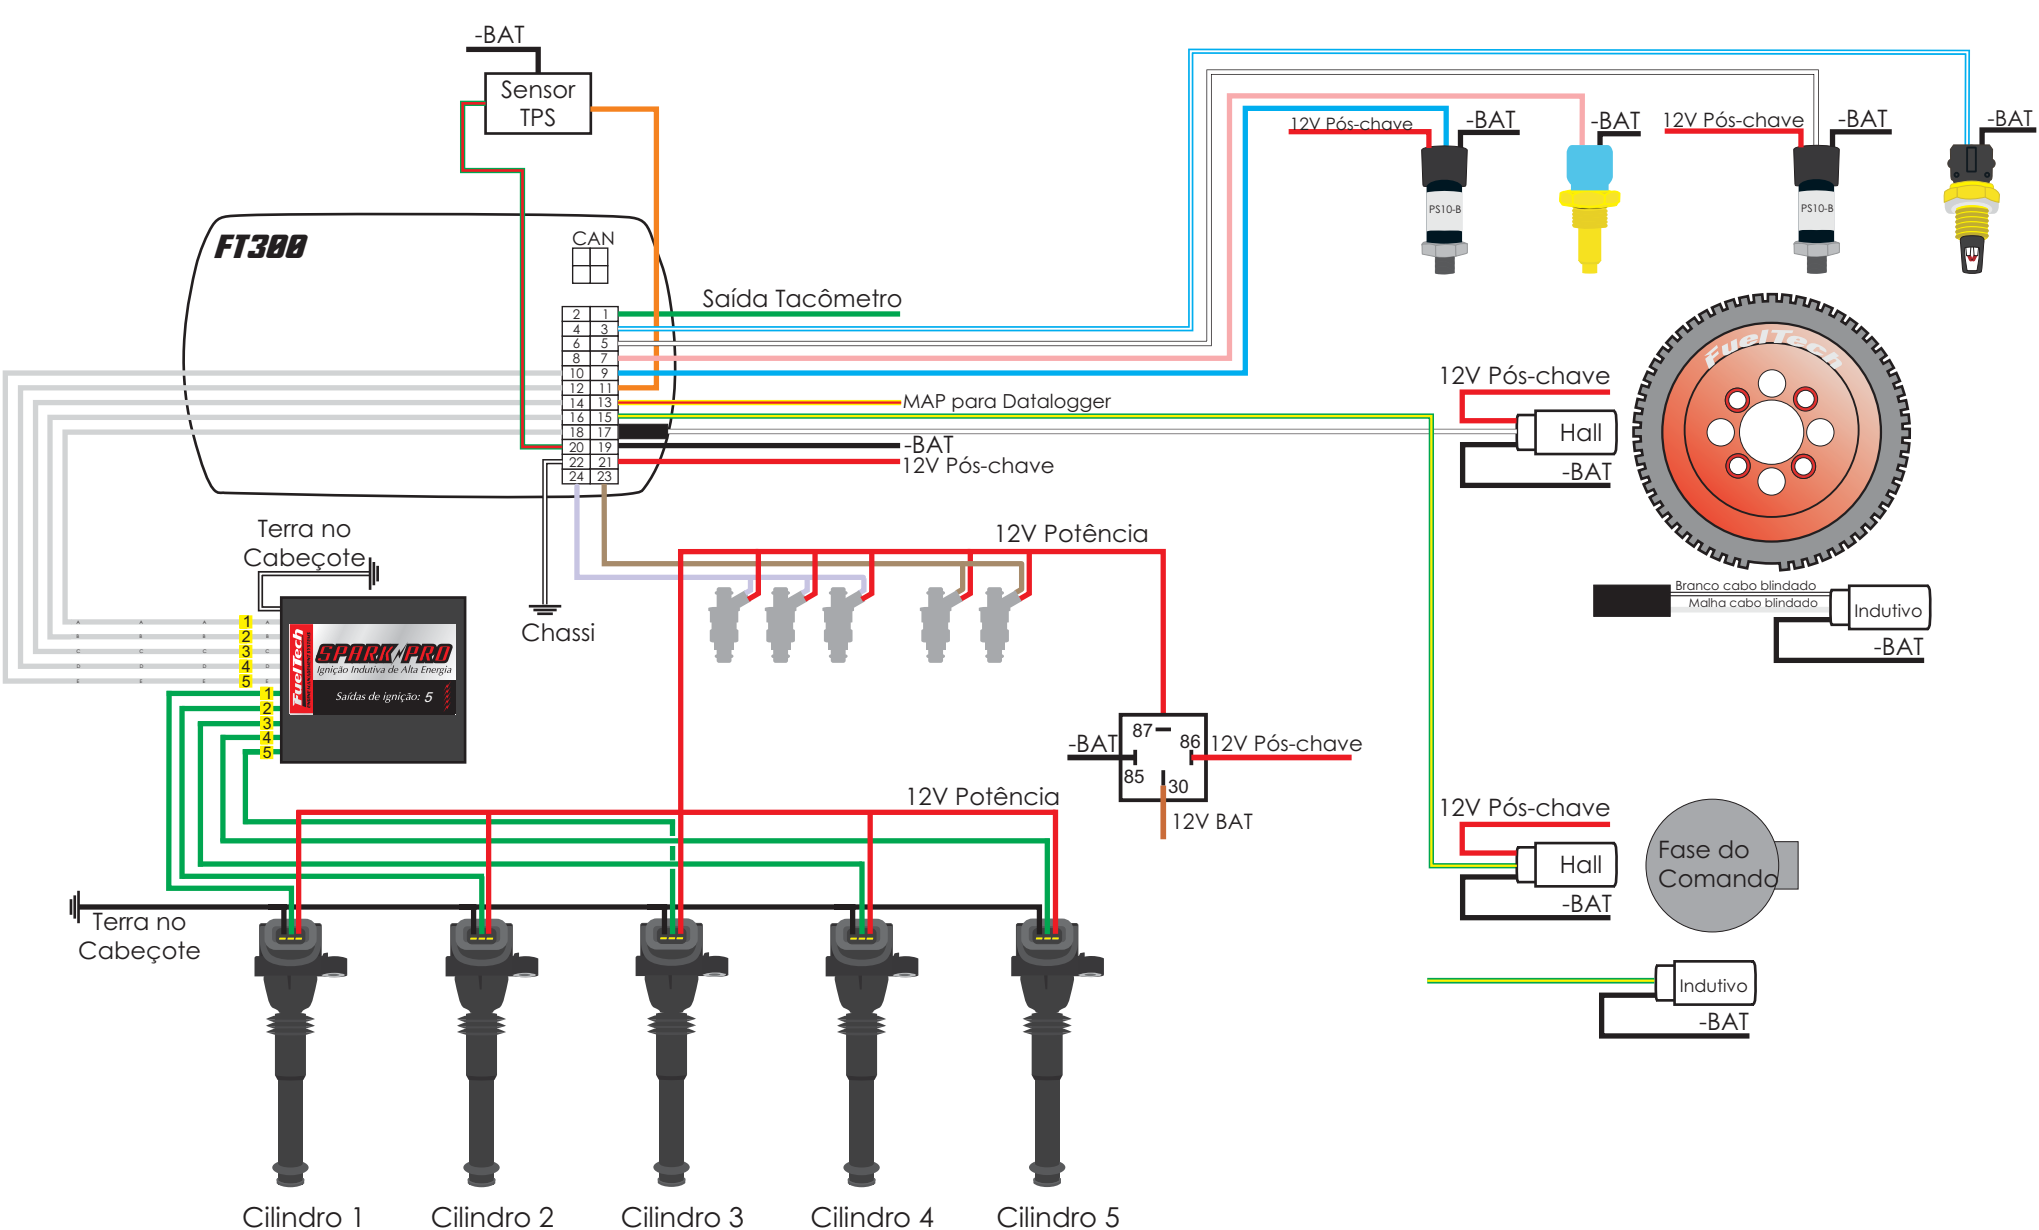 -BAT
Sensor
TPS
12V Pós-chave
-BAT
-BAT
12V Pós-chave
-BAT
-BAT
PS10-B
PS10-B
FT300
CAN
Saída Tacômetro
2 1
4 3
6 5
8 7
10 9
12 11
14 13
16 15
18 17
20 19
22 21
24 23
MAP para Datalogger
-BAT
12V Pós-chave
FuelTech
12V Pós-chave
Hall
-BAT
Branco cabo blindado
Malha cabo blindado
Indutivo
-BAT
Terra no
Cabeçote
Chassi
12V Potência
A A A 1 A
B B B 2 B
C C C 3 C
D D D 4 D
E E E 5 E
1
2
3
4
5
FuelTech
SPARKPRO
Ignição Indutiva de Alta Energia
Saídas de ignição: 5
87
-BAT
86
12V Pós-chave
85
30
12V BAT
12V Potência
12V Pós-chave
Hall
-BAT
Fase do
Comando
Indutivo
-BAT
Terra no
Cabeçote
Cilindro 1
Cilindro 2
Cilindro 3
Cilindro 4
Cilindro 5